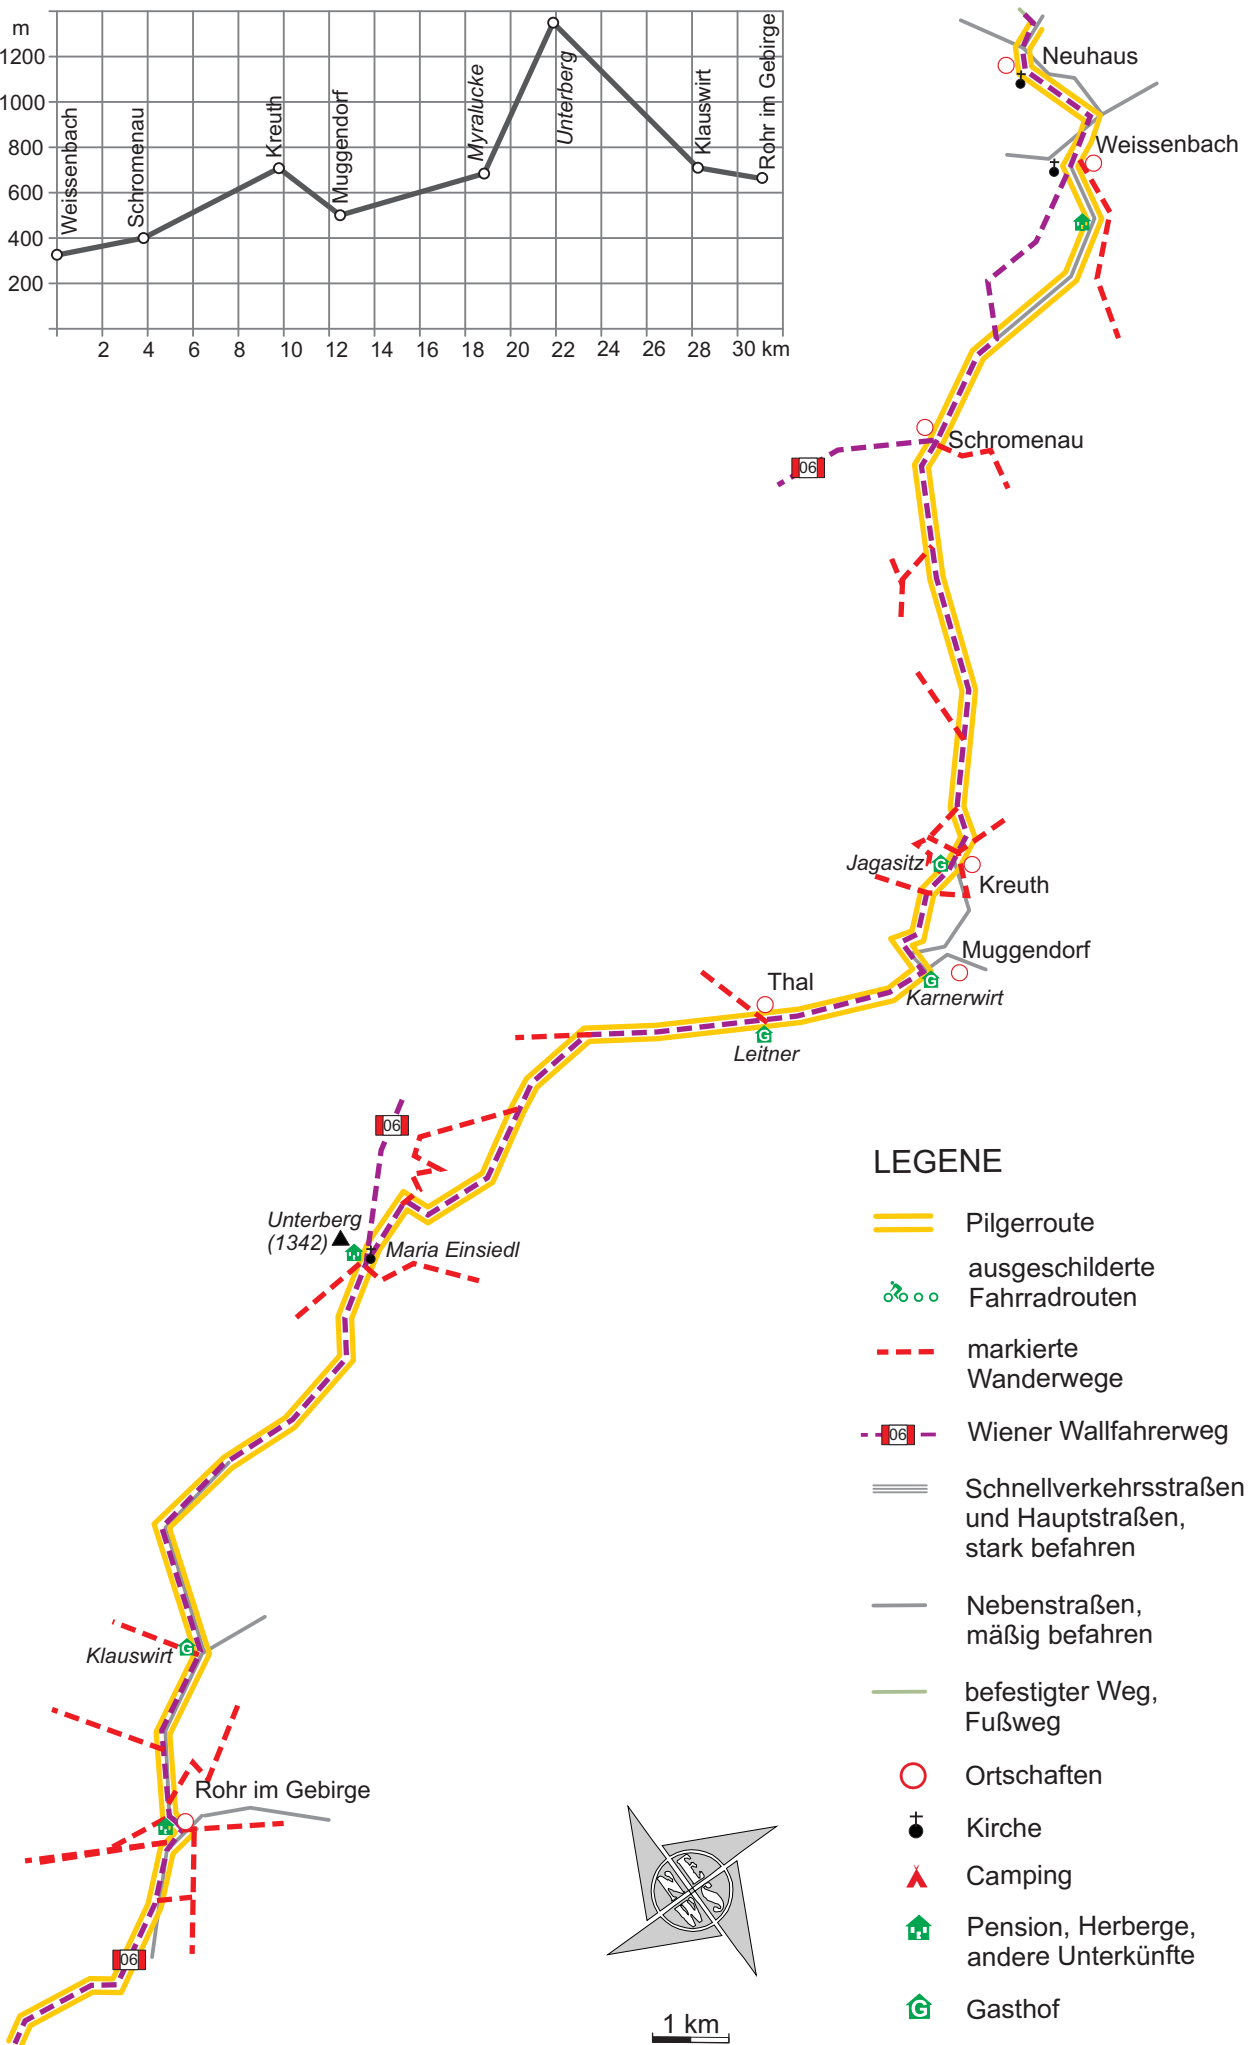 m
1200
1000
800
600
400
200
2 4 6 8 10 12 14 16 18 20 22 24 26 28 30 km
Weissenbach
Schromenau
Kreuth
Muggendorf
Myralucke
Unterberg
Klauswirt
Rohr im Gebirge
Neuhaus
Weissenbach
Schromenau
06
Jagasitz
G
Kreuth
Muggendorf
G
Karnerwirt
Thal
G
Leitner
06
Unterberg
(1342)
Maria Einsiedl
Klauswirt
G
Rohr im Gebirge
06
N
E
W
S
1 km
LEGENE
Pilgerroute
ausgeschilderte
Fahrradrouten
markierte
Wanderwege
06
Wiener Wallfahrerweg
Schnellverkehrsstraßen
und Hauptstraßen,
stark befahren
Nebenstraßen,
mäßig befahren
befestigter Weg,
Fußweg
Ortschaften
Kirche
Camping
Pension, Herberge,
andere Unterkünfte
G
Gasthof